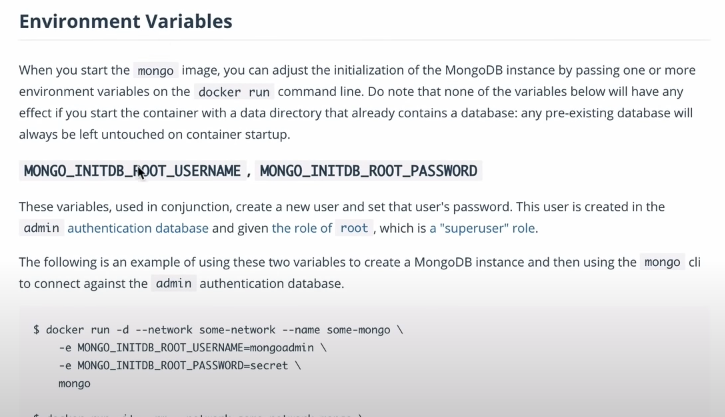 Environment Variables
When you start the mongo image, you can adjust the initialization of the MongoDB instance by passing one or more
environment variables on the docker run command line. Do note that none of the variables below will have any
effect if you start the container with a data directory that already contains a database: any pre-existing database will
always be left untouched on container startup.
MONGO_INITDB_ROOT_USERNAME , MONGO_INITDB_ROOT_PASSWORD
These variables, used in conjunction, create a new user and set that user's password. This user is created in the
admin authentication database and given the role of root , which is a "superuser" role.
The following is an example of using these two variables to create a MongoDB instance and then using the mongo cli
to connect against the admin authentication database.
$ docker run -d --network some-network --name some-mongo \
-e MONGO_INITDB_ROOT_USERNAME=mongoadmin \
-e MONGO_INITDB_ROOT_PASSWORD=secret \
mongo